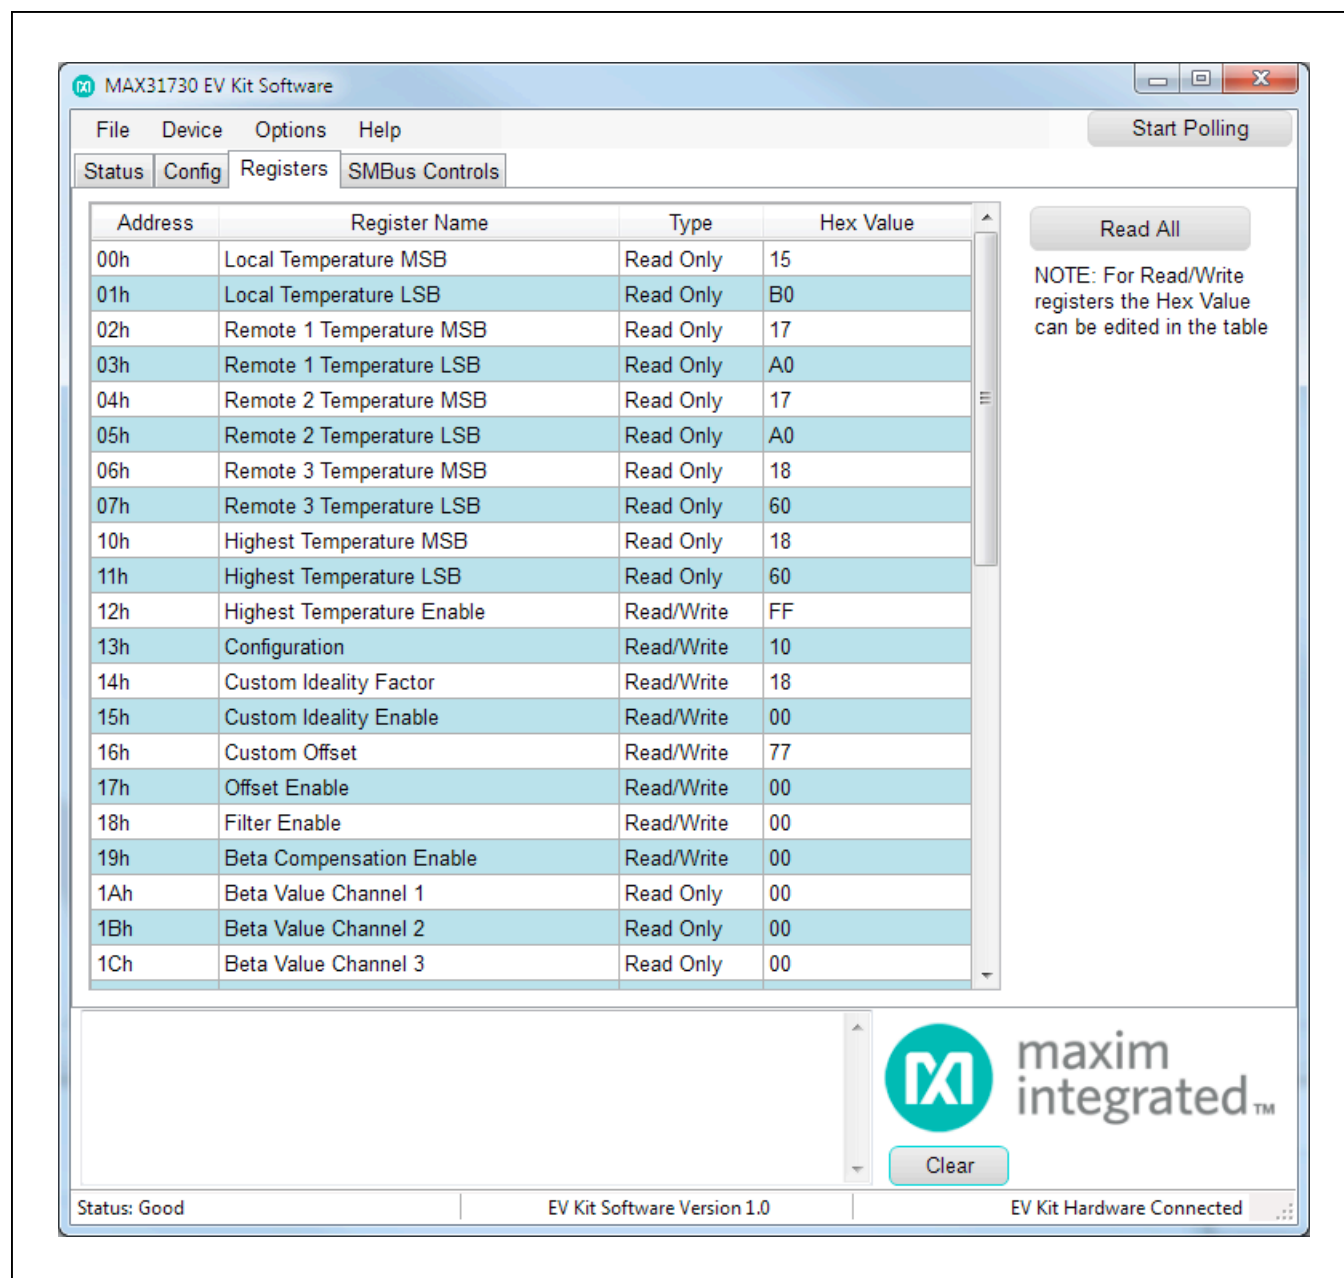 MAX31730 EV Kit Software
File Device Options Help Start Polling
Status Config Registers SMBus Controls
Address Register Name Type Hex Value
00h Local Temperature MSB Read Only 15
01h Local Temperature LSB Read Only B0
02h Remote 1 Temperature MSB Read Only 17
03h Remote 1 Temperature LSB Read Only A0
04h Remote 2 Temperature MSB Read Only 17
05h Remote 2 Temperature LSB Read Only A0
06h Remote 3 Temperature MSB Read Only 18
07h Remote 3 Temperature LSB Read Only 60
10h Highest Temperature MSB Read Only 18
11h Highest Temperature LSB Read Only 60
12h Highest Temperature Enable Read/Write FF
13h Configuration Read/Write 10
14h Custom Ideality Factor Read/Write 18
15h Custom Ideality Enable Read/Write 00
16h Custom Offset Read/Write 77
17h Offset Enable Read/Write 00
18h Filter Enable Read/Write 00
19h Beta Compensation Enable Read/Write 00
1Ah Beta Value Channel 1 Read Only 00
1Bh Beta Value Channel 2 Read Only 00
1Ch Beta Value Channel 3 Read Only 00
Read All
NOTE: For Read/Write
registers the Hex Value
can be edited in the table
maxim
integrated™
Clear
Status: Good EV Kit Software Version 1.0 EV Kit Hardware Connected